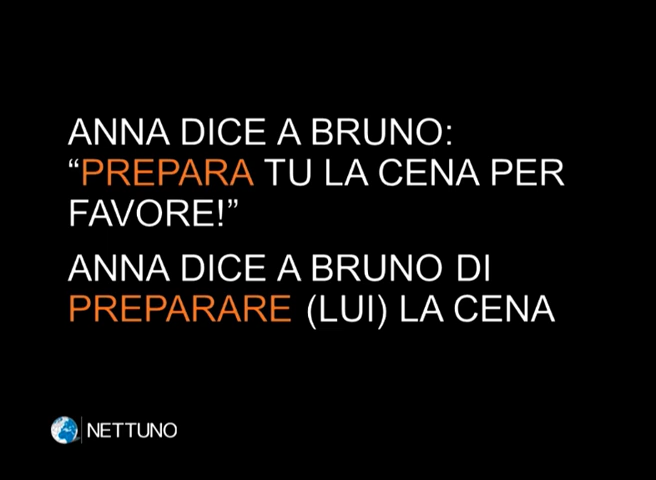 ANNA DICE A BRUNO:
“PREPARA TU LA CENA PER
FAVORE!”
ANNA DICE A BRUNO DI
PREPARARE (LUI) LA CENA
NETTUNO